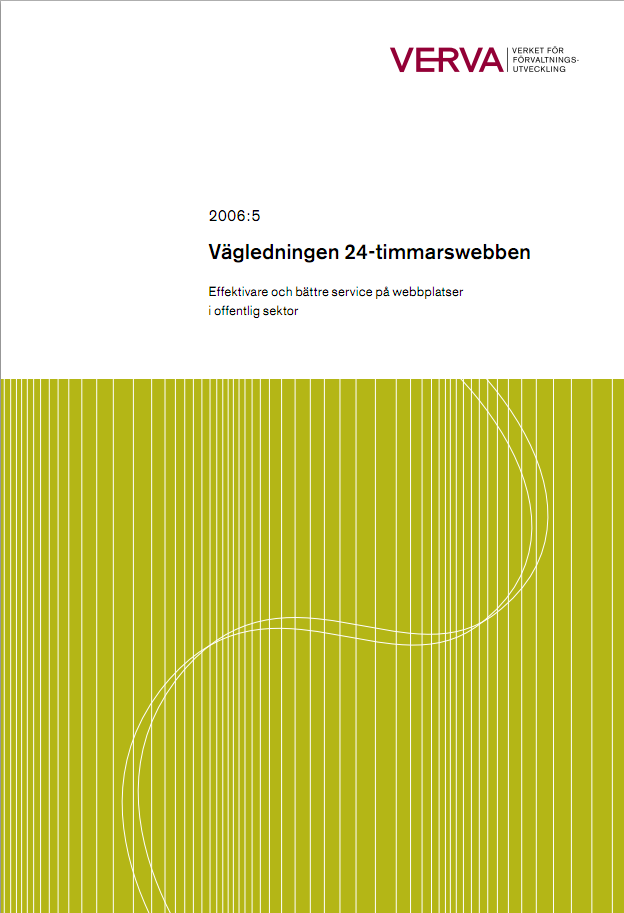 VERVA
VERKET FÖR
FÖRVALTNINGS-
UTVECKLING
2006:5
Vägledningen 24-timmarswebben
Effektivare och bättre service på webbplatser
i offentlig sektor